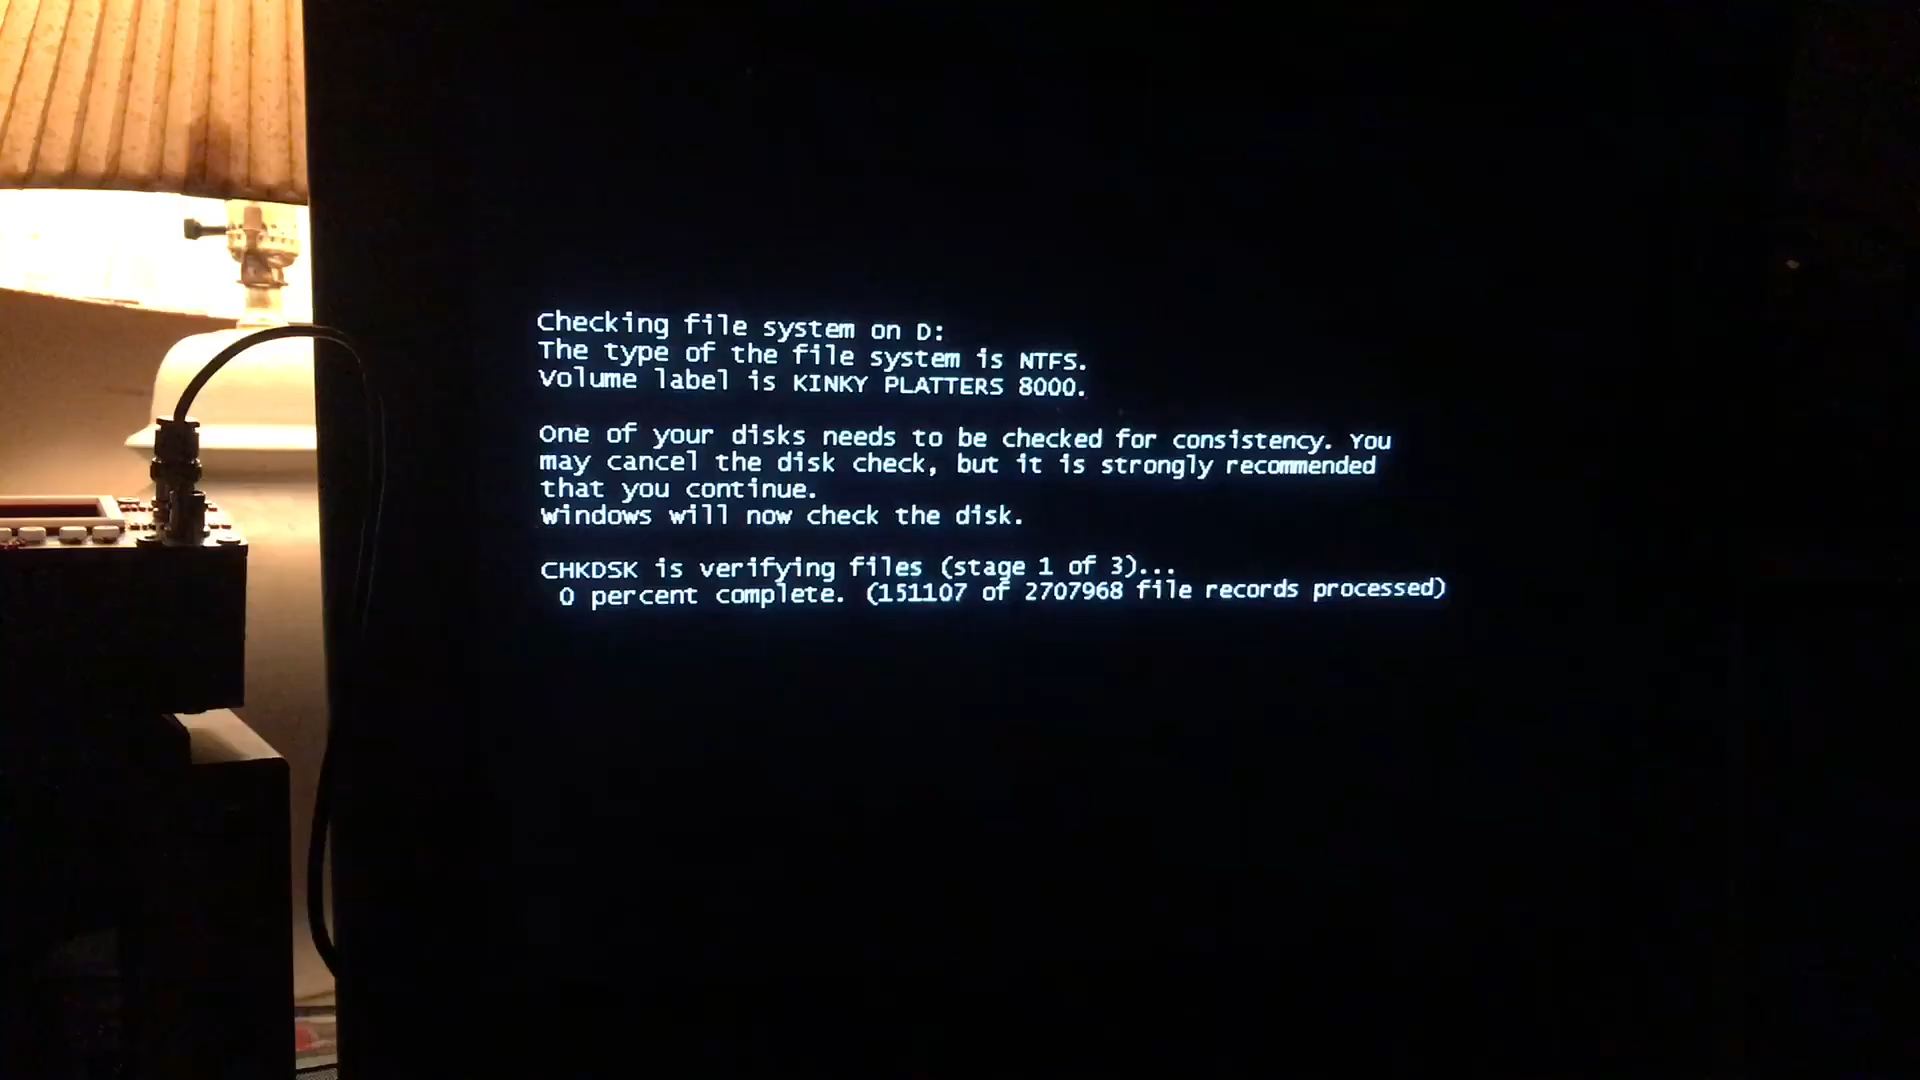 Checking file system on D:
The type of the file system is NTFS.
Volume label is KINKY PLATTERS 8000.
One of your disks needs to be checked for consistency. You
may cancel the disk check, but it is strongly recommended
that you continue.
Windows will now check the disk.
CHKDSK is verifying files (stage 1 of 3)...
0 percent complete. (151107 of 2707968 file records processed)